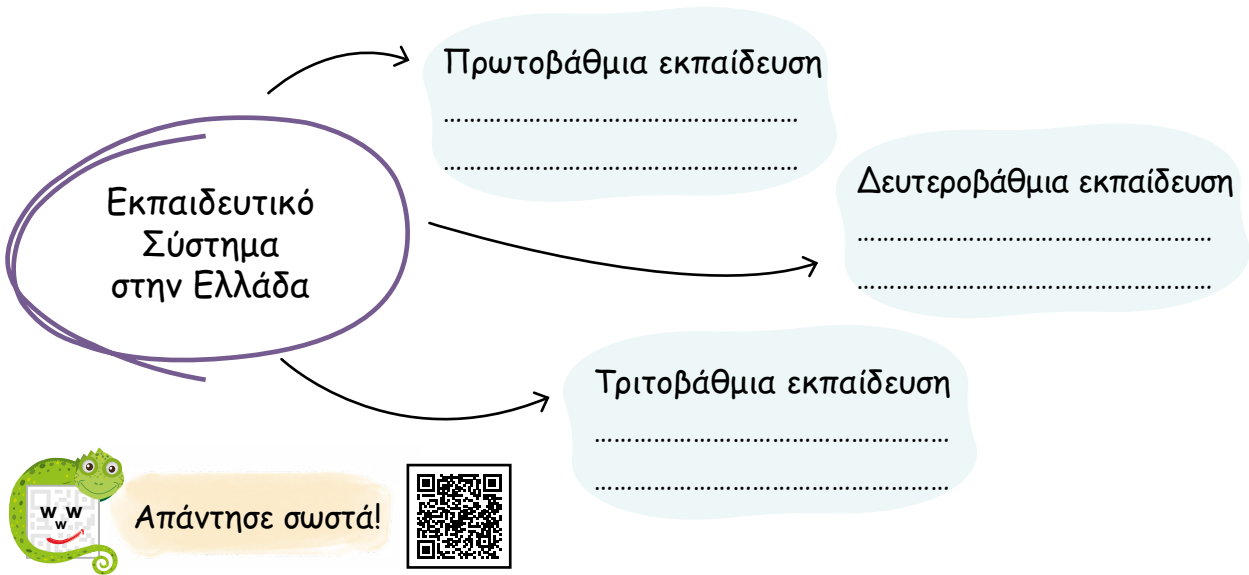 Πρωτοβάθμια εκπαίδευση
......................................................
......................................................
Δευτεροβάθμια εκπαίδευση
......................................................
......................................................
Εκπαιδευτικό
Σύστημα
στην Ελλάδα
Τριτοβάθμια εκπαίδευση
......................................................
......................................................
w w
w
Απάντησε σωστά!